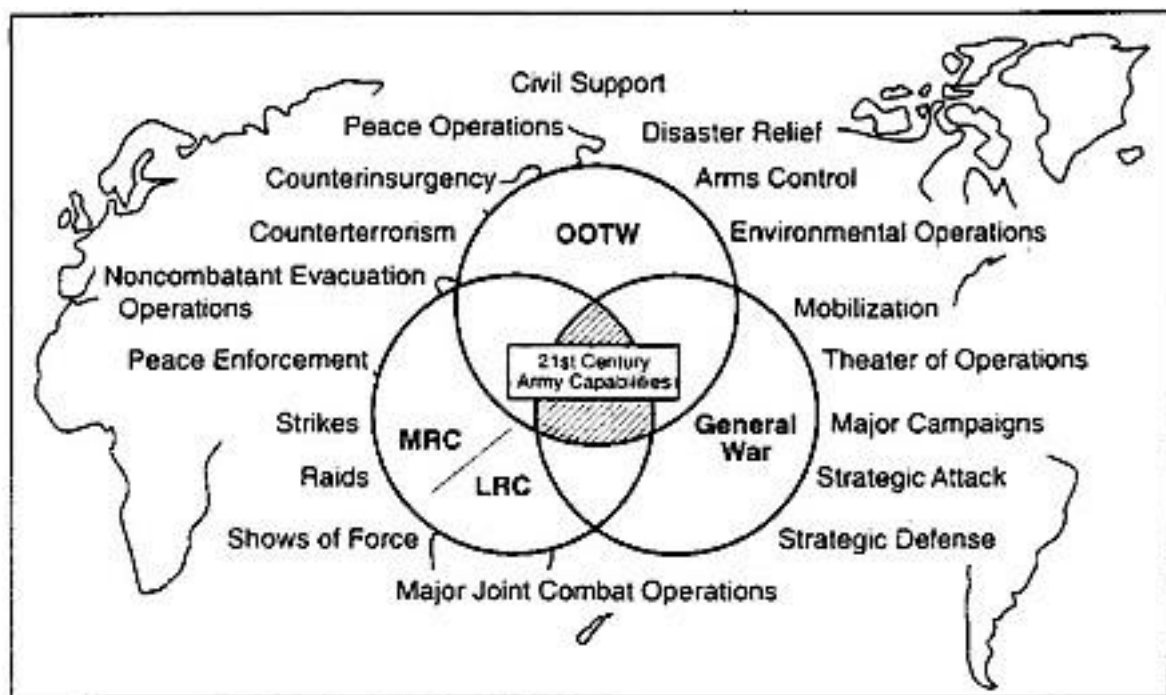 Civil Support
Peace Operations
Disaster Relief
Counterinsurgency
Arms Control
Counterterrorism
OOTW
Environmental Operations
Noncombatant Evacuation
Operations
Mobilization
Peace Enforcement
21st Century
Army Capabilities
Theater of Operations
Strikes
MRC
General
War
Major Campaigns
Raids
LRC
Strategic Attack
Shows of Force
Strategic Defense
Major Joint Combat Operations